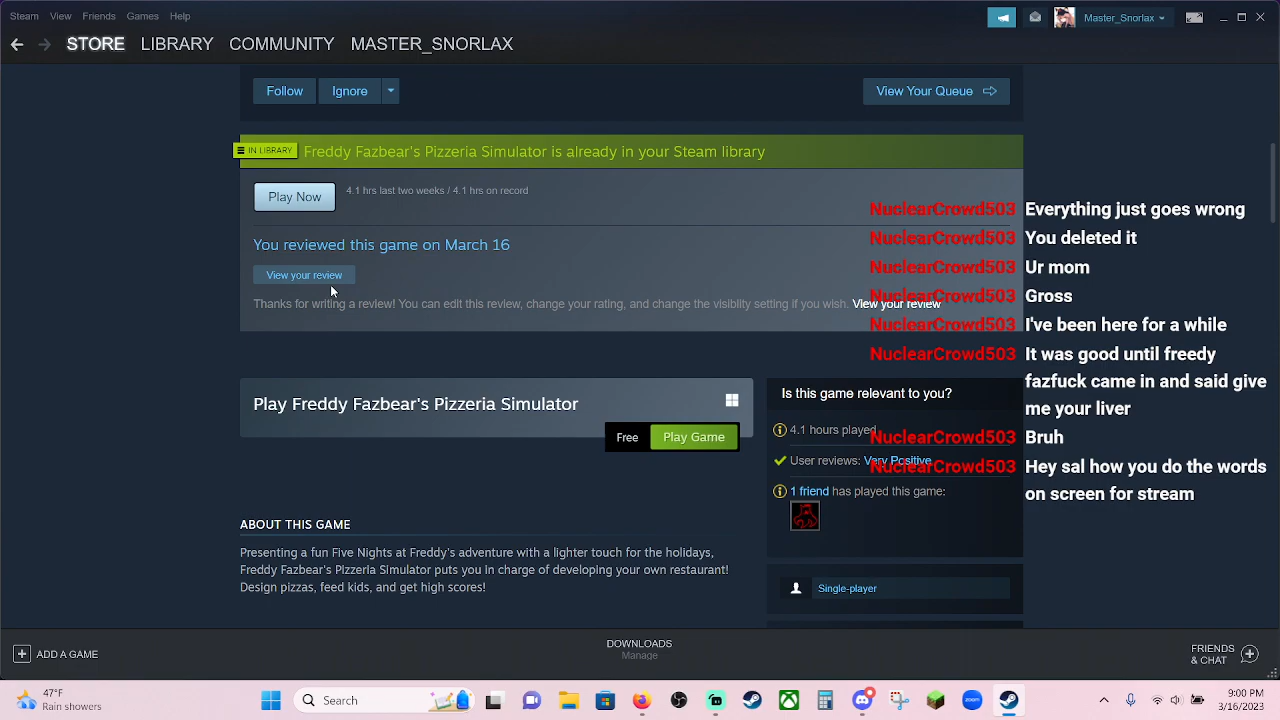 Steam View Friends Games Help
Master_Snorlax
STORE LIBRARY COMMUNITY MASTER_SNORLAX
Follow Ignore View Your Queue
IN LIBRARY Freddy Fazbear's Pizzeria Simulator is already in your Steam library
Play Now 4.1 hrs last two weeks / 4.1 hrs on record
You reviewed this game on March 16
View your review
Thanks for writing a review! You can edit this review, change your rating, and change the visiblity setting if you wish. View your review
NuclearCrowd503 Everything just goes wrong
NuclearCrowd503 You deleted it
NuclearCrowd503 Ur mom
NuclearCrowd503 Gross
NuclearCrowd503 I've been here for a while
NuclearCrowd503 It was good until freedy
fazfuck came in and said give
me your liver
NuclearCrowd503 Bruh
NuclearCrowd503 Hey sal how you do the words
on screen for stream
Play Freddy Fazbear's Pizzeria Simulator
Free Play Game
Is this game relevant to you?
4.1 hours played
User reviews: Very Positive
1 friend has played this game:
Single-player
ABOUT THIS GAME
Presenting a fun Five Nights at Freddy's adventure with a lighter touch for the holidays,
Freddy Fazbear's Pizzeria Simulator puts you in charge of developing your own restaurant!
Design pizzas, feed kids, and get high scores!
ADD A GAME
DOWNLOADS
Manage
FRIENDS
& CHAT
47°F
Rain showers
Search
zoom
9:00 PM
3/16/2023